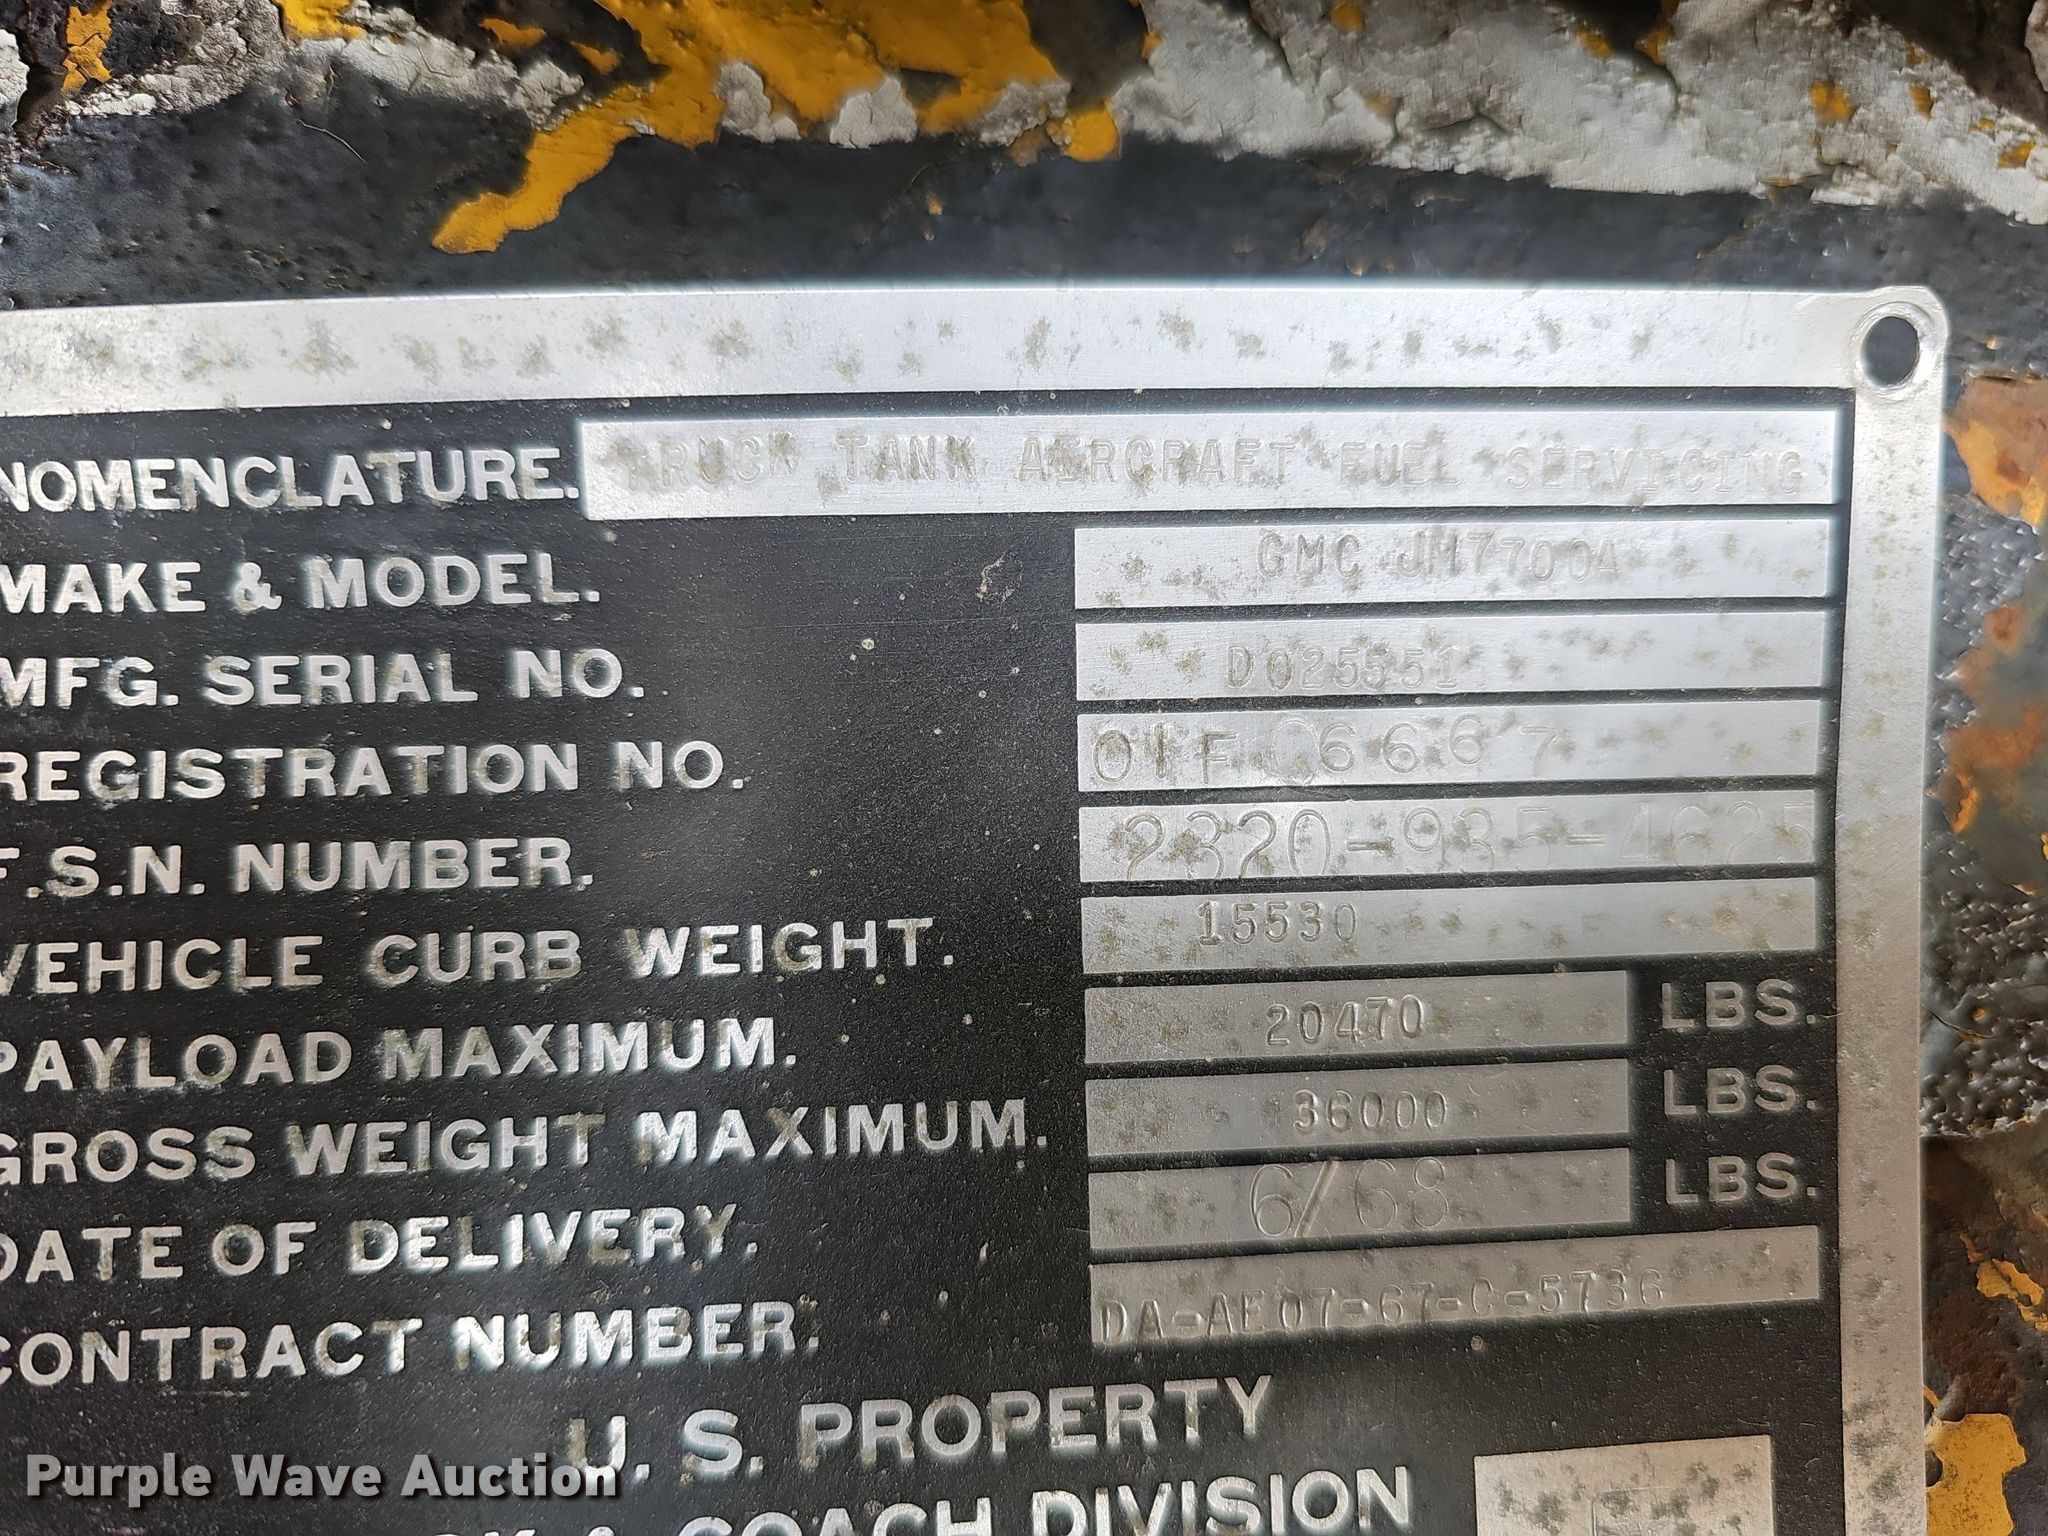 NOMENCLATURE. TRUCK TANK AIRCRAFT FUEL SERVICING
MAKE & MODEL. GMC JM7700A
MFG. SERIAL NO. D025551
REGISTRATION NO. 01F C6667
F.S.N. NUMBER. 2320-935-4625
VEHICLE CURB WEIGHT. 15530
PAYLOAD MAXIMUM. 20470 LBS.
GROSS WEIGHT MAXIMUM. 36000 LBS.
DATE OF DELIVERY. 6/68 LBS.
CONTRACT NUMBER. DA-AE07-67-C-5736
U. S. PROPERTY
& COACH DIVISION
Purple Wave Auction